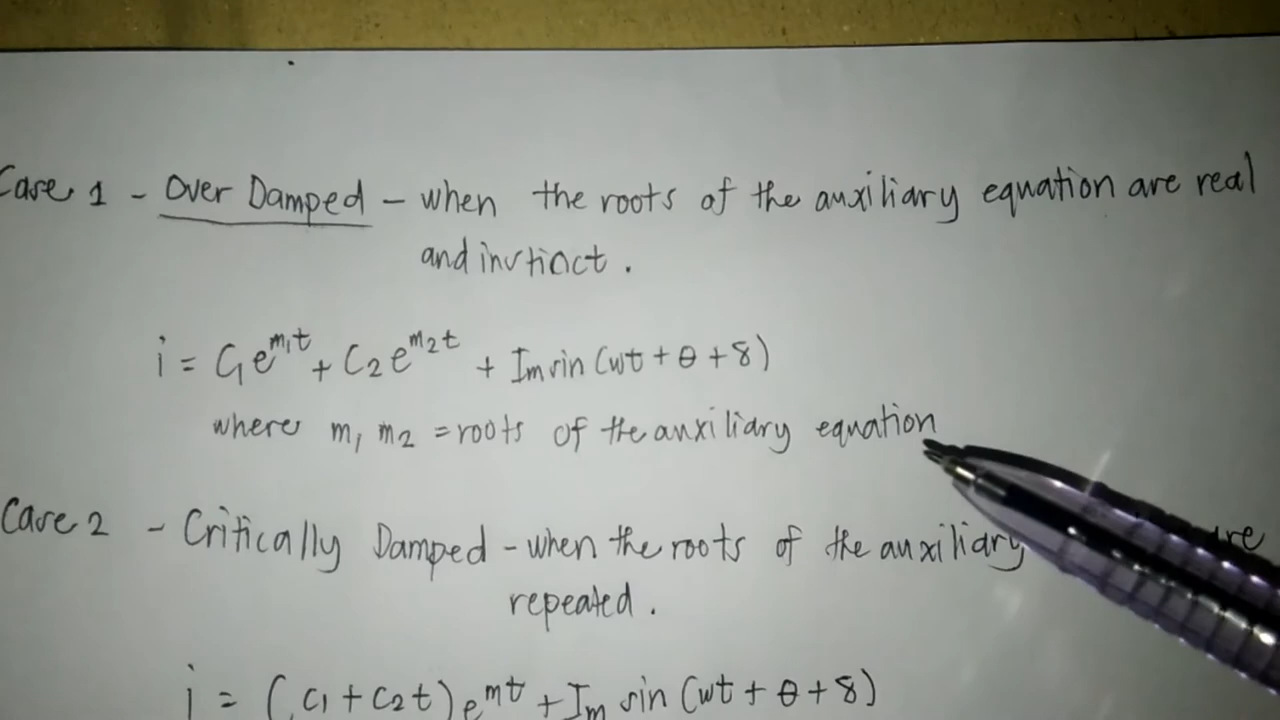 Case 1 - Over Damped - when the roots of the auxiliary equation are real
and instinct.
i = C₁e^m₁t + C₂e^m₂t + Im sin (wt + θ + 8)
where m₁ m₂ = roots of the auxiliary equation
Case 2 - Critically Damped - when the roots of the auxiliary are
repeated.
i = (C₁ + C₂t) e^mt + Im sin (wt + θ + 8)